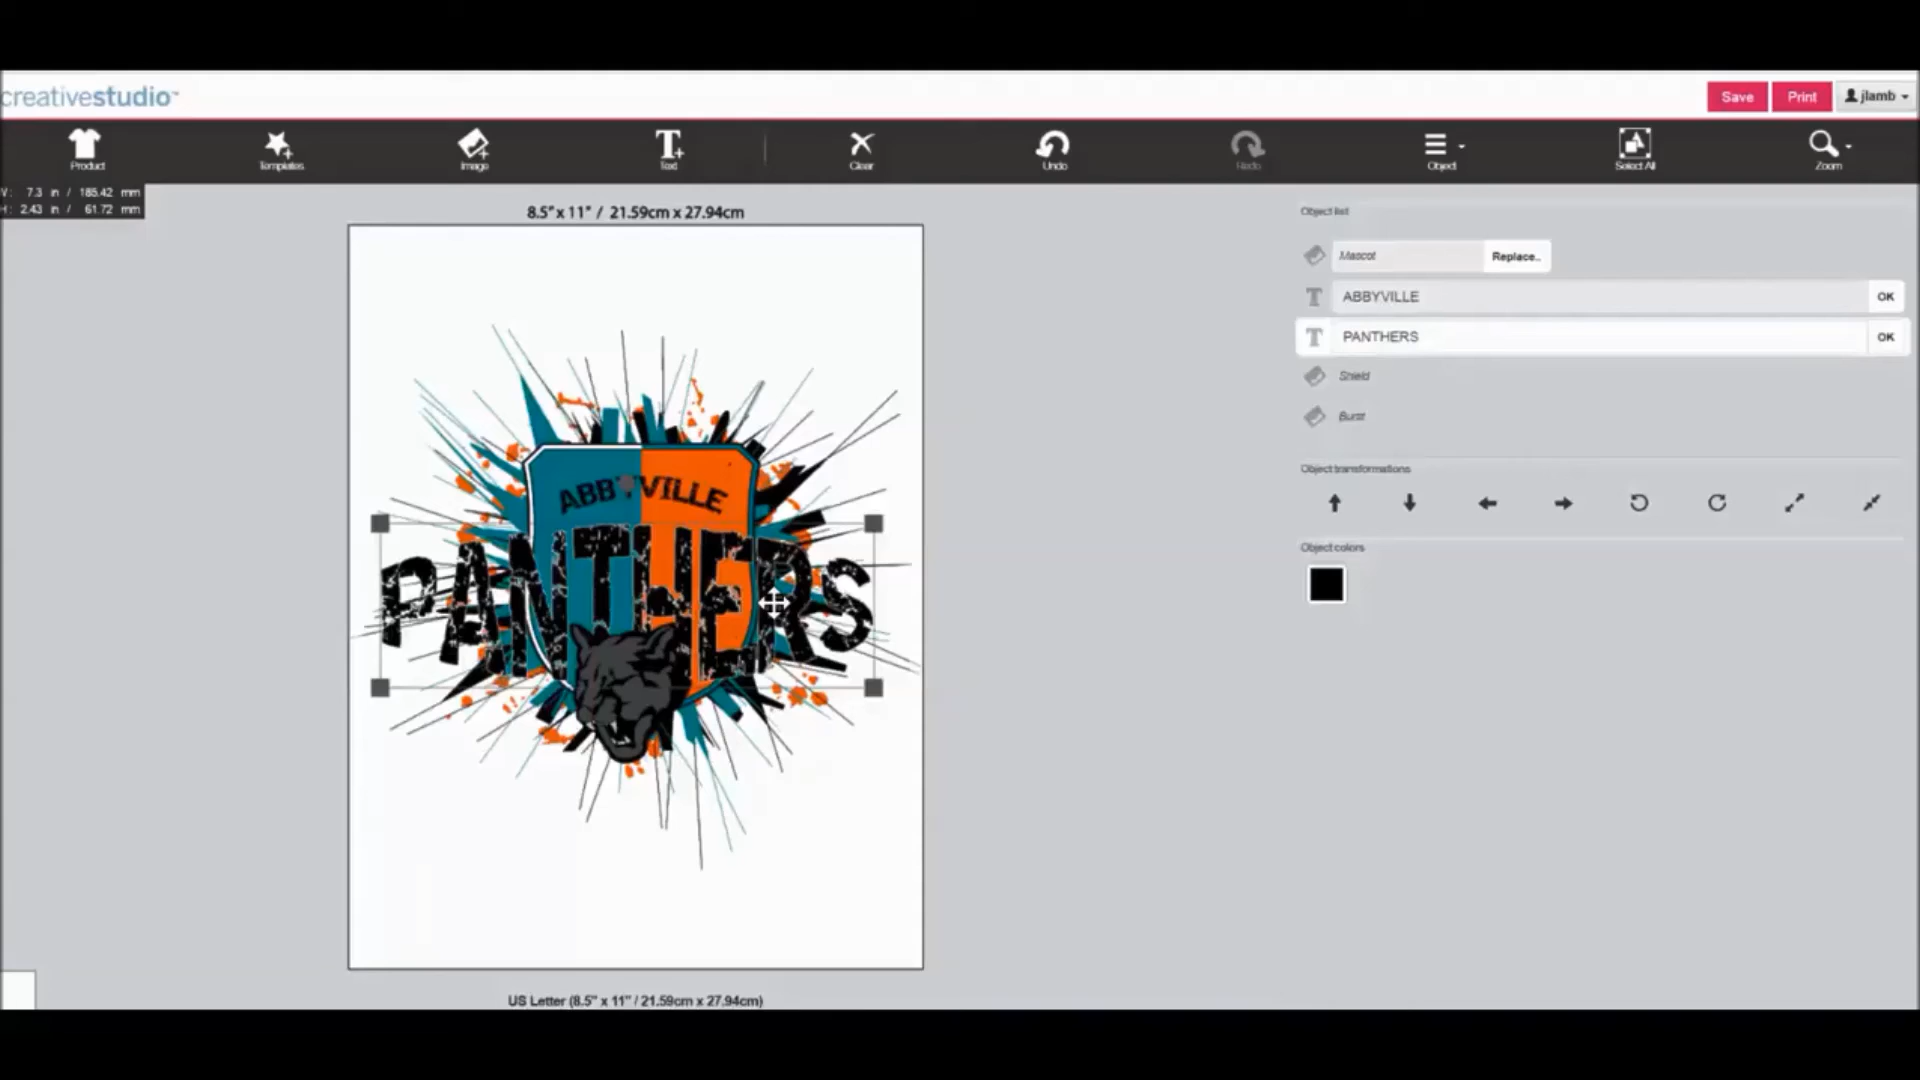 creativestudio™
Save
Print
jlamb
Product
Templates
Image
Text
Clear
Undo
Redo
Object
Select All
Zoom
W: 7.3 in / 185.42 mm
H: 2.43 in / 61.72 mm
8.5" x 11" / 21.59cm x 27.94cm
Object list
Mascot
Replace..
ABBYVILLE
OK
PANTHERS
OK
Shield
Burst
Object transformations
Object colors
ABBYVILLE
PANTHERS
US Letter (8.5" x 11" / 21.59cm x 27.94cm)